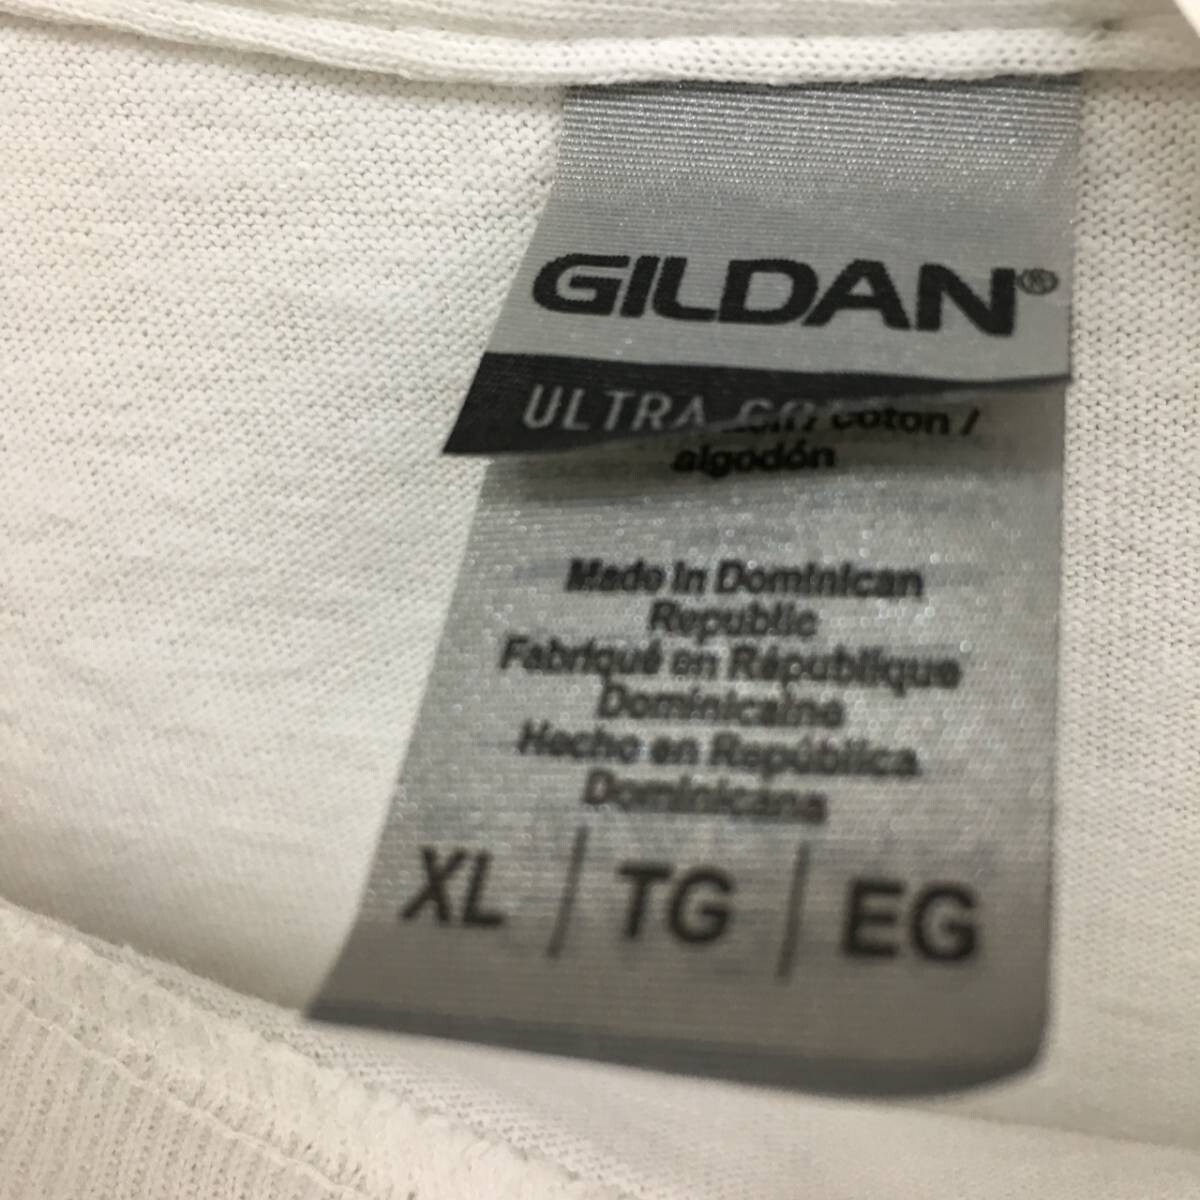 GILDAN®
ULTRA
coton /
algodón
Made in Dominican
Republic
Fabriqué en République
Dominicaine
Hecho en República
Dominicana
XL | TG | EG